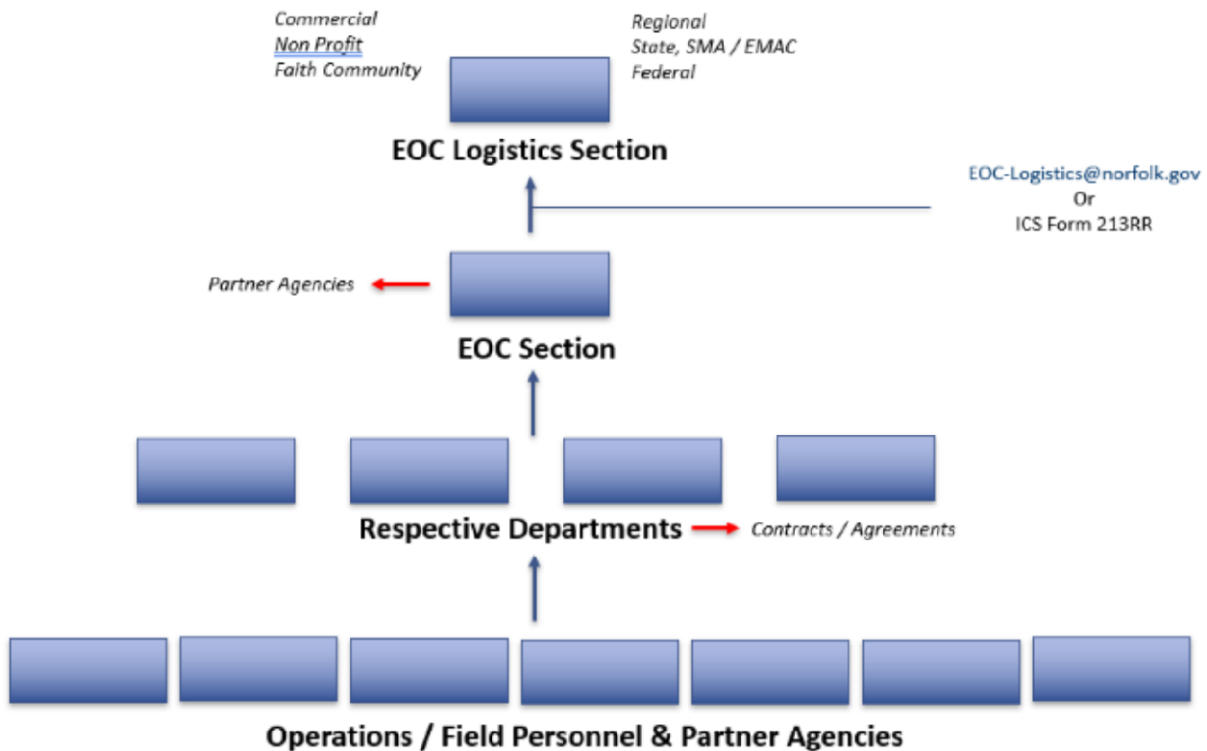 Commercial
Non Profit
Faith Community
Regional
State, SMA / EMAC
Federal
EOC Logistics Section
EOC-Logistics@norfolk.gov
Or
ICS Form 213RR
Partner Agencies
EOC Section
Respective Departments
Contracts / Agreements
Operations / Field Personnel & Partner Agencies